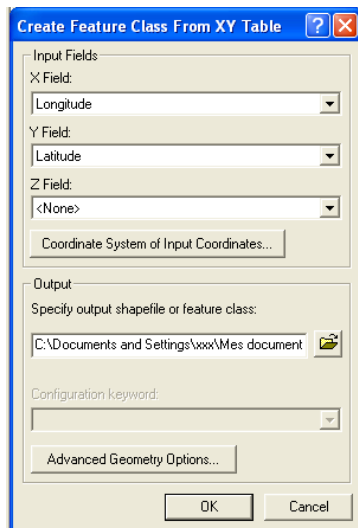 Create Feature Class From XY Table
Input Fields
X Field:
Longitude
Y Field:
Latitude
Z Field:
<None>
Coordinate System of Input Coordinates...
Output
Specify output shapefile or feature class:
C:\Documents and Settings\xxx\Mes document
Configuration keyword:
Advanced Geometry Options...
OK
Cancel